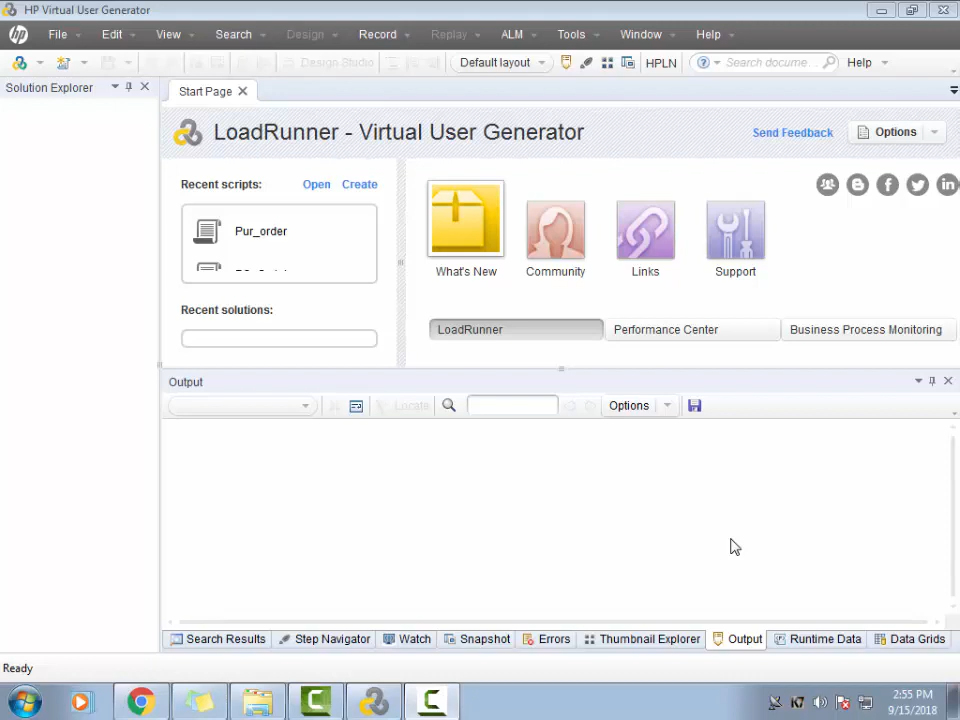 HP Virtual User Generator
hp File Edit View Search Design Record Replay ALM Tools Window Help
Design Studio Default layout HPLN Search docume... Help
Solution Explorer
Start Page
LoadRunner - Virtual User Generator
Send Feedback
Options
Recent scripts: Open Create
Pur_order
What's New Community Links Support
Recent solutions:
LoadRunner Performance Center Business Process Monitoring
Output
Locate Options
Search Results Step Navigator Watch Snapshot Errors Thumbnail Explorer Output Runtime Data Data Grids
Ready
2:55 PM
9/15/2018